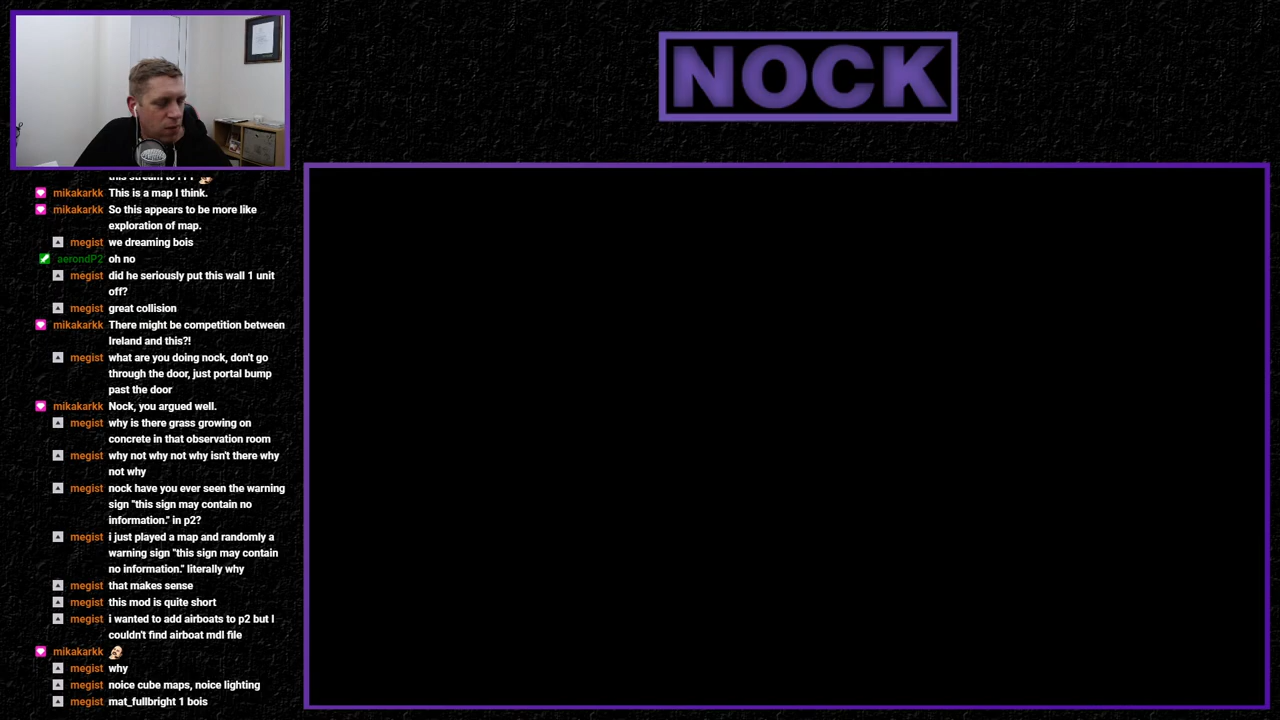 NOCK
this stream to
mikakarkk This is a map I think.
mikakarkk So this appears to be more like
exploration of map.
megist we dreaming bois
aerondP2 oh no
megist did he seriously put this wall 1 unit
off?
megist great collision
mikakarkk There might be competition between
Ireland and this?!
megist what are you doing nock, don't go
through the door, just portal bump
past the door
mikakarkk Nock, you argued well.
megist why is there grass growing on
concrete in that observation room
megist why not why not why isn't there why
not why
megist nock have you ever seen the warning
sign "this sign may contain no
information." in p2?
megist i just played a map and randomly a
warning sign "this sign may contain
no information." literally why
megist that makes sense
megist this mod is quite short
megist i wanted to add airboats to p2 but I
couldn't find airboat mdl file
mikakarkk
megist why
megist noice cube maps, noice lighting
megist mat_fullbright 1 bois